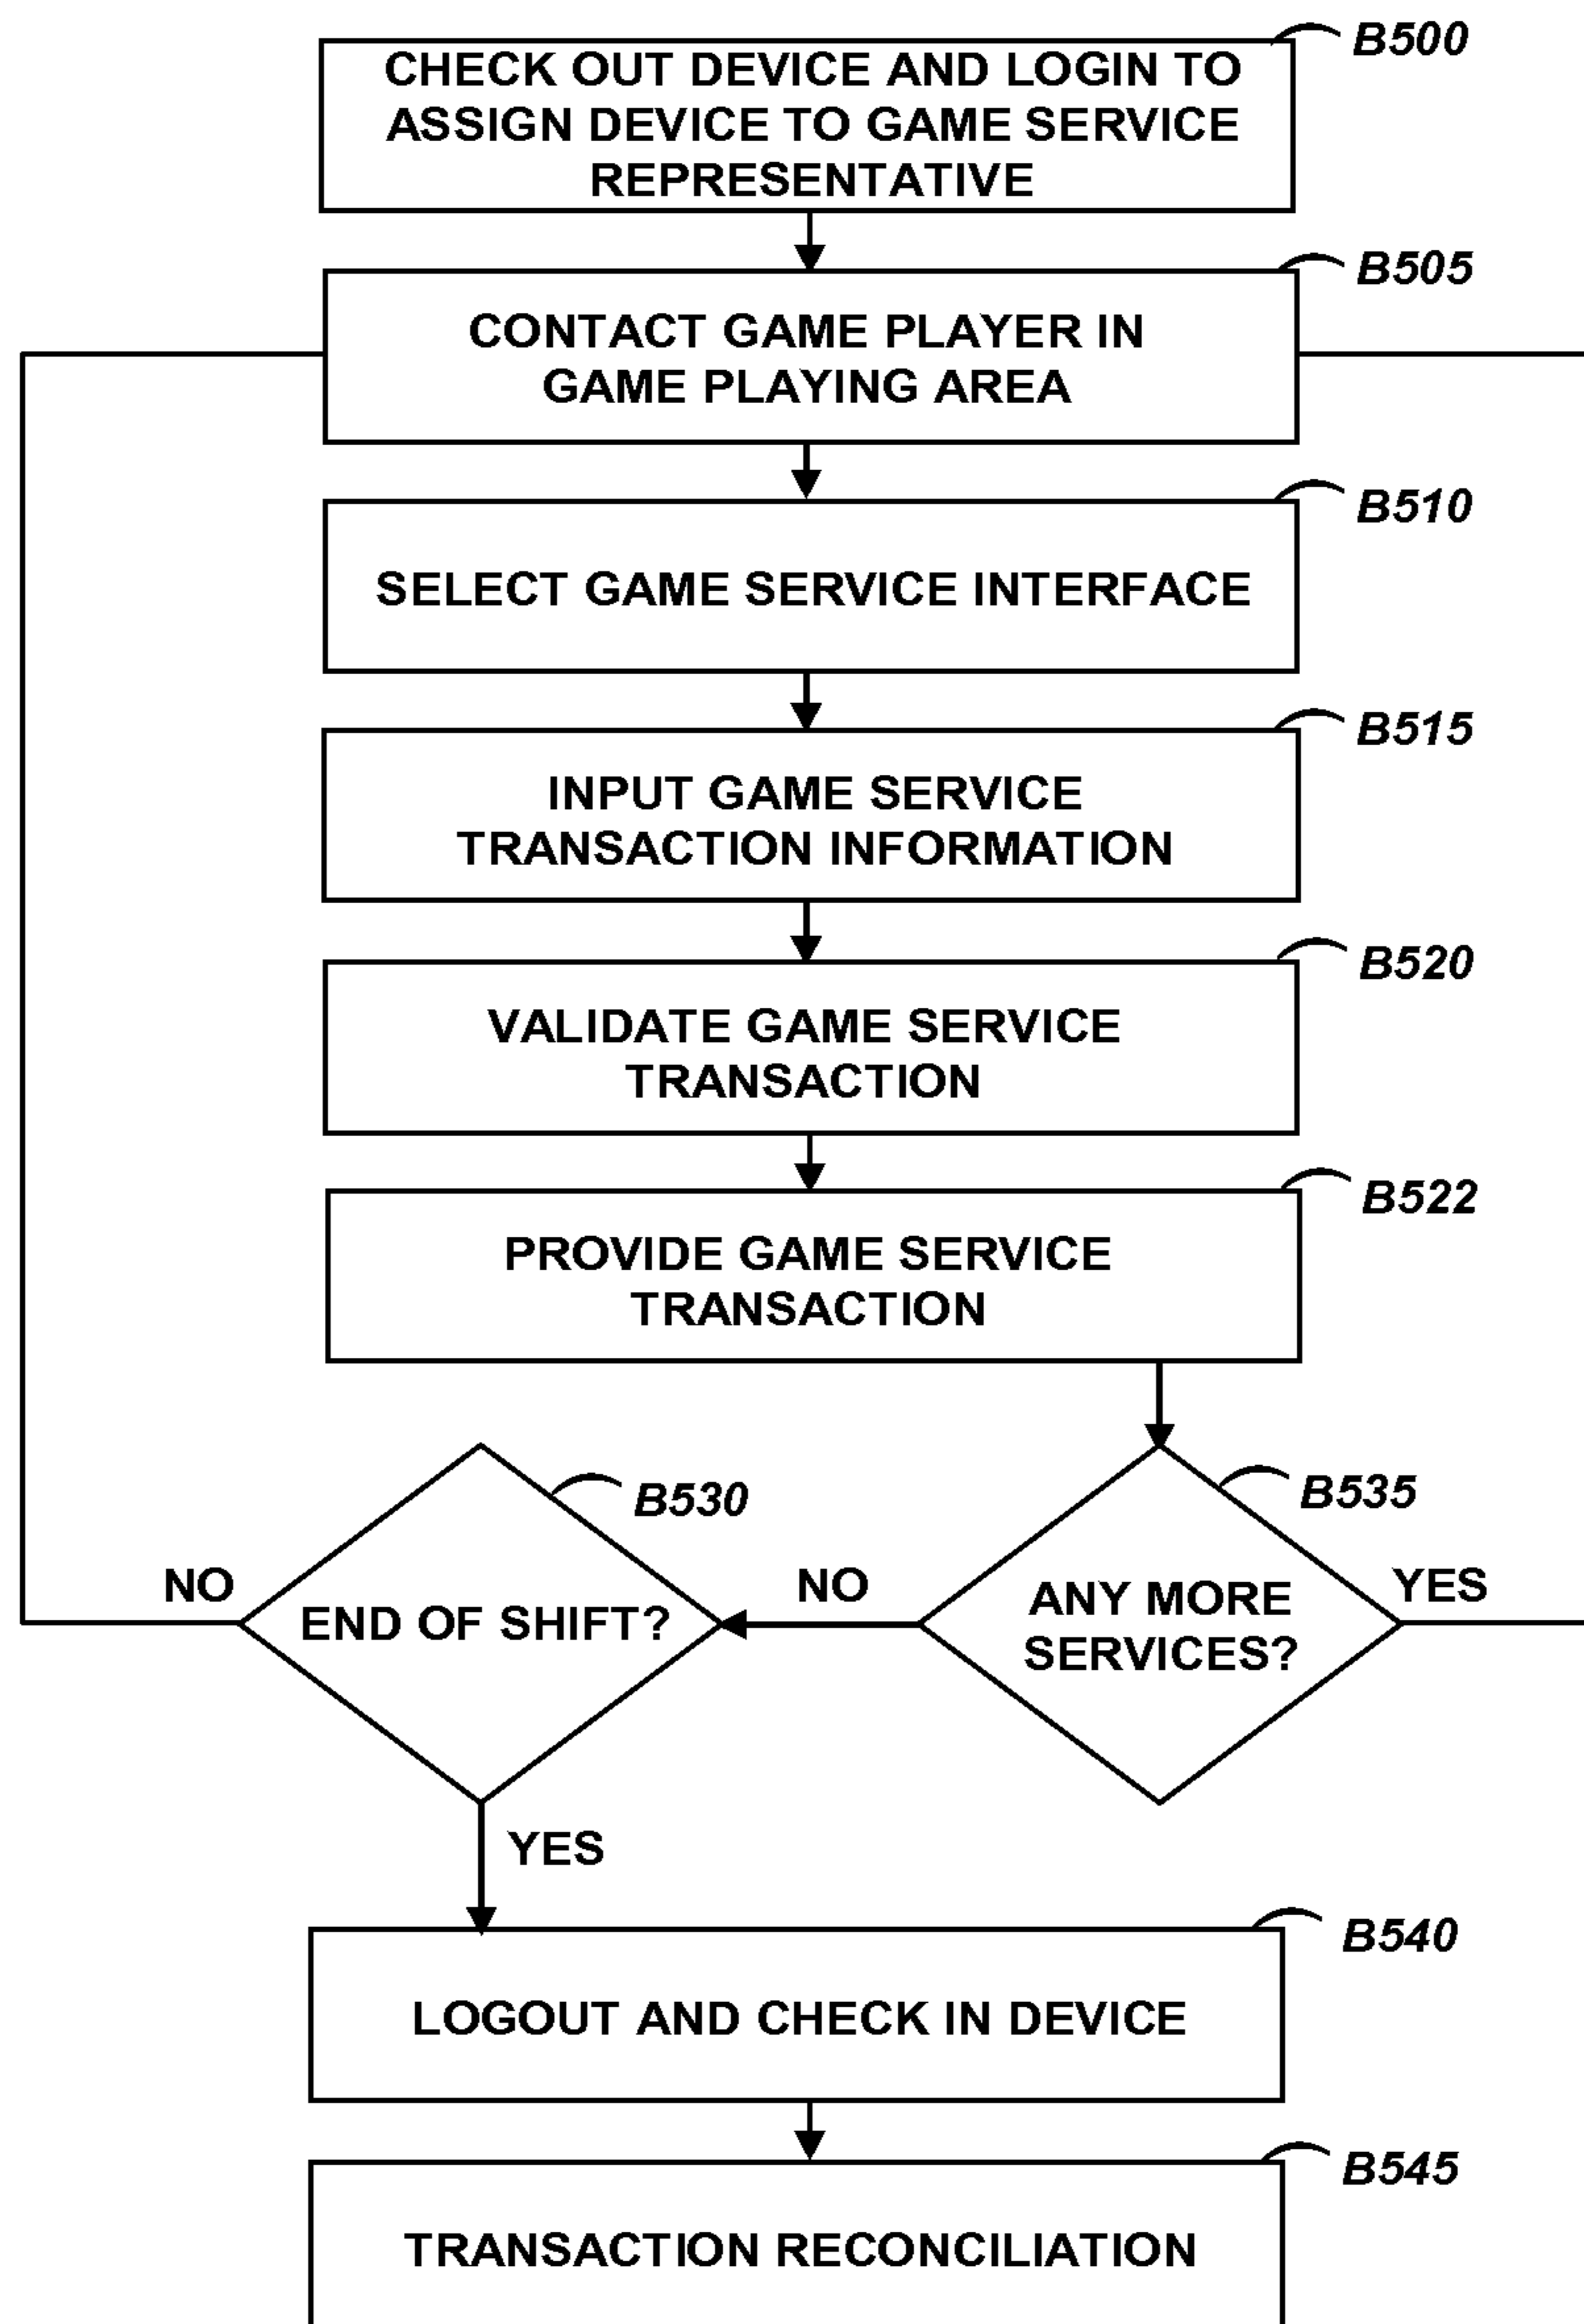 B500
CHECK OUT DEVICE AND LOGIN TO
ASSIGN DEVICE TO GAME SERVICE
REPRESENTATIVE
B505
CONTACT GAME PLAYER IN
GAME PLAYING AREA
B510
SELECT GAME SERVICE INTERFACE
B515
INPUT GAME SERVICE
TRANSACTION INFORMATION
B520
VALIDATE GAME SERVICE
TRANSACTION
B522
PROVIDE GAME SERVICE
TRANSACTION
B530
B535
NO
END OF SHIFT?
NO
ANY MORE
SERVICES?
YES
YES
B540
LOGOUT AND CHECK IN DEVICE
B545
TRANSACTION RECONCILIATION